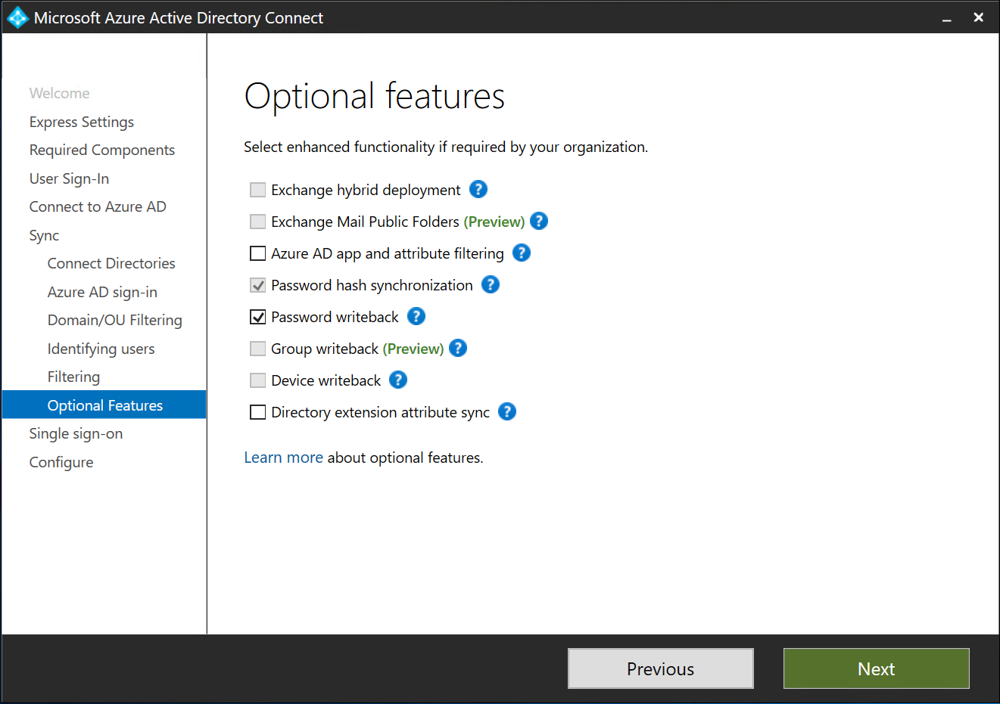 Microsoft Azure Active Directory Connect
Welcome
Express Settings
Required Components
User Sign-In
Connect to Azure AD
Sync
Connect Directories
Azure AD sign-in
Domain/OU Filtering
Identifying users
Filtering
Optional Features
Single sign-on
Configure
Optional features
Select enhanced functionality if required by your organization.
Exchange hybrid deployment ?
Exchange Mail Public Folders (Preview) ?
Azure AD app and attribute filtering ?
Password hash synchronization ?
Password writeback ?
Group writeback (Preview) ?
Device writeback ?
Directory extension attribute sync ?
Learn more about optional features.
Previous
Next